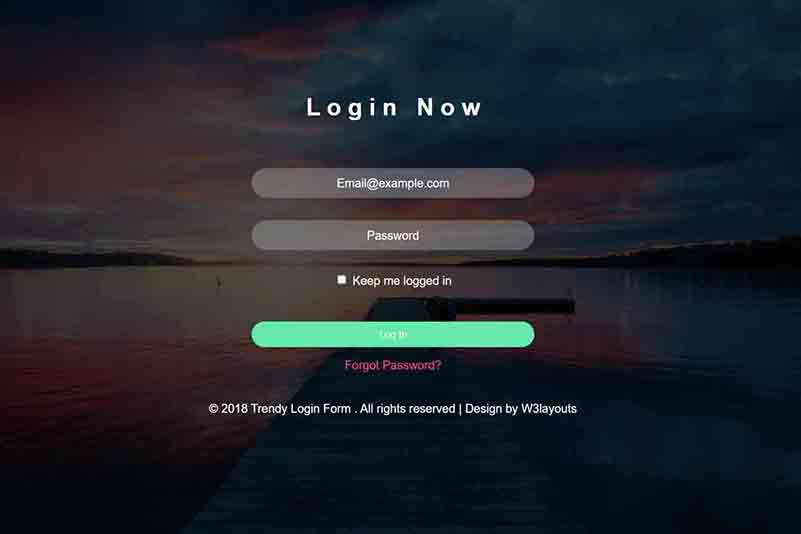 Login Now
Email@example.com
Password
Keep me logged in
Log In
Forgot Password?
© 2018 Trendy Login Form . All rights reserved | Design by W3layouts